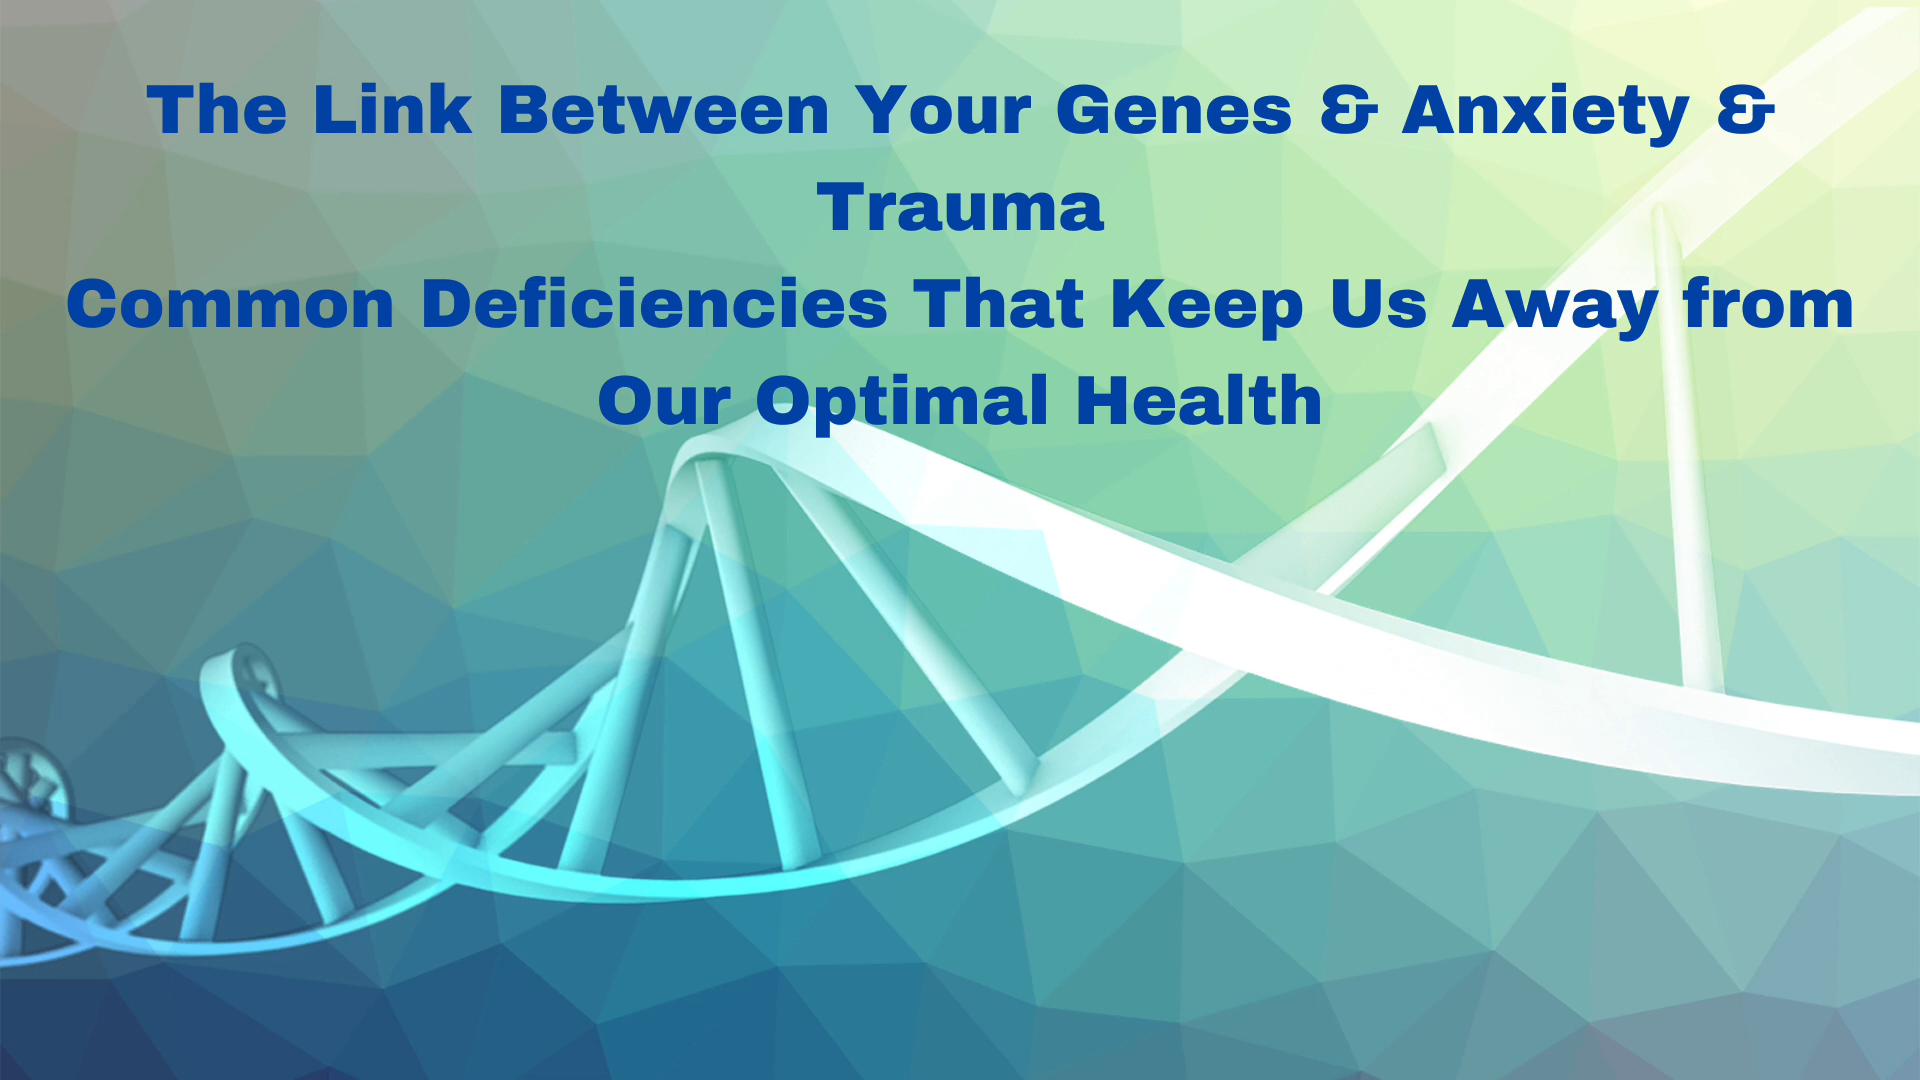 The Link Between Your Genes & Anxiety &
Trauma
Common Deficiencies That Keep Us Away from
Our Optimal Health